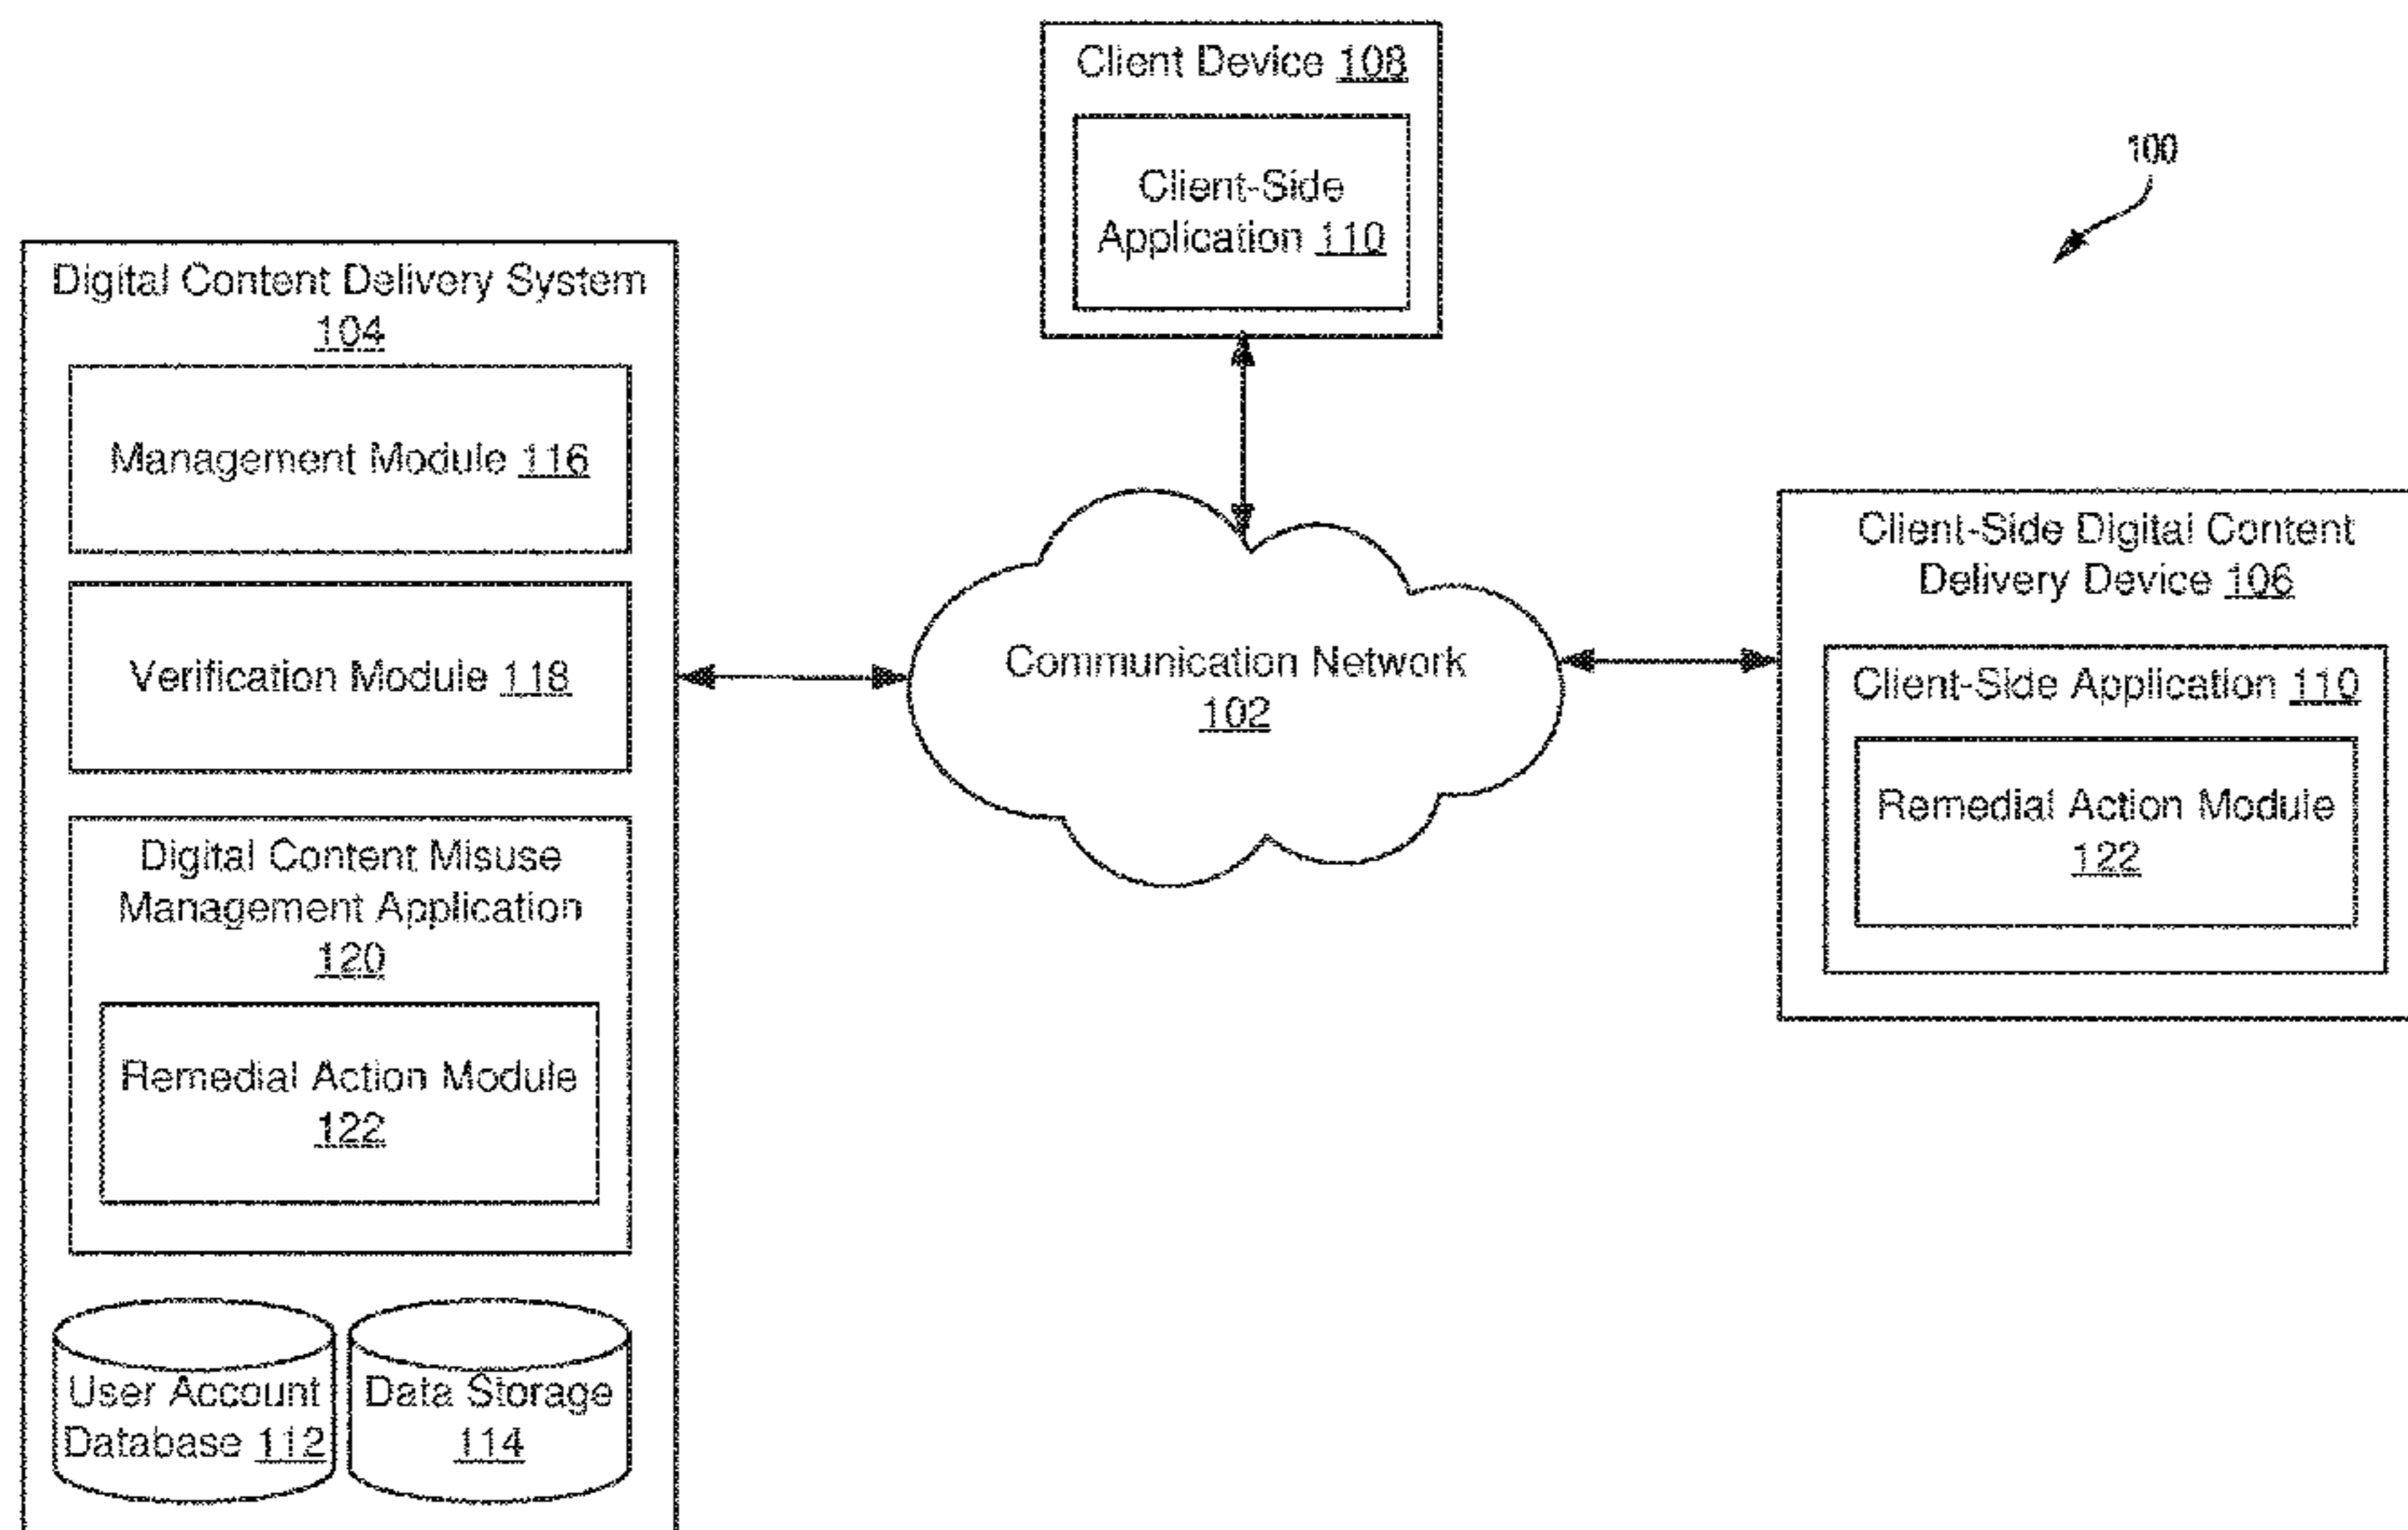 Client Device 108
Client-Side
Application 110
100
Digital Content Delivery System
104
Management Module 116
Verification Module 118
Digital Content Misuse
Management Application
120
Remedial Action Module
122
User Account
Database 112
Data Storage
114
Communication Network
102
Client-Side Digital Content
Delivery Device 106
Client-Side Application 110
Remedial Action Module
122